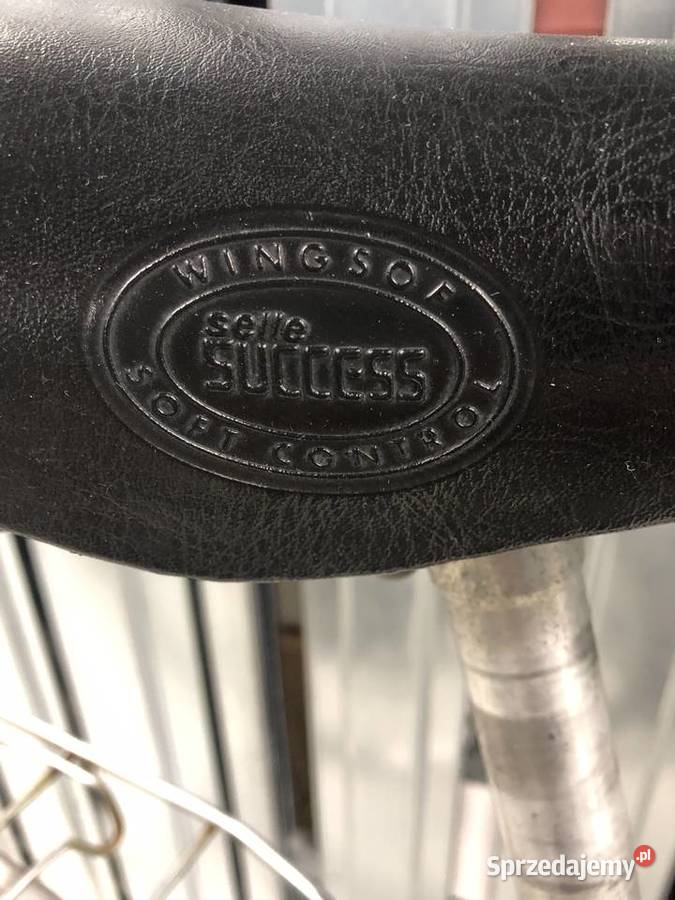 WINGSOF
selle
SUCCESS
SOFT CONTROL
Sprzedajemy.pl